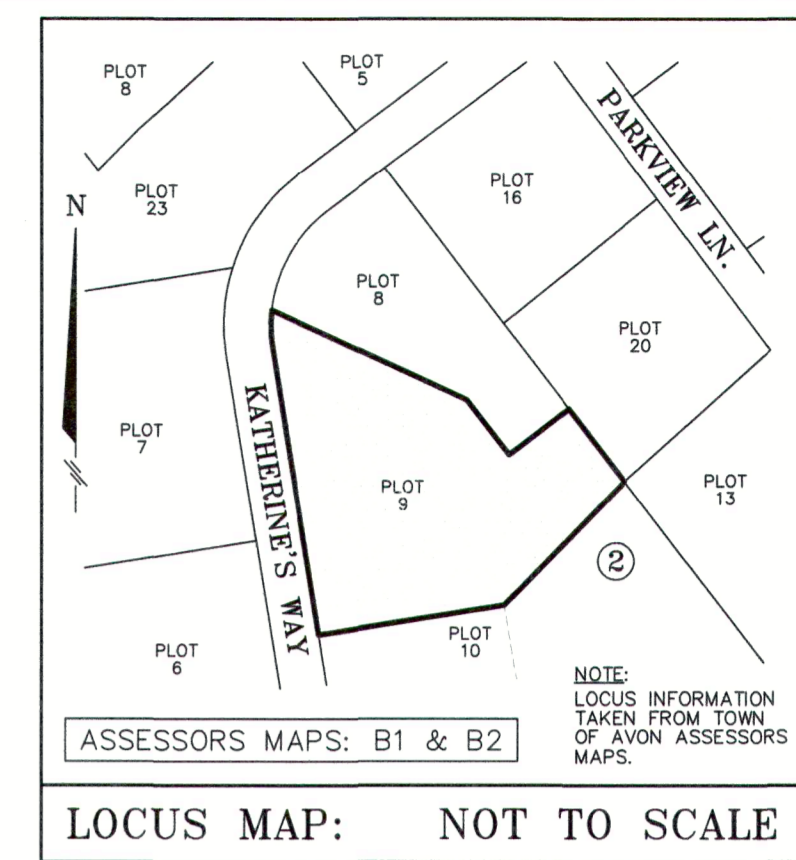 PLOT
8
PLOT
5
PARKVIEW LN.
PLOT
23
N
PLOT
16
PLOT
8
PLOT
20
PLOT
7
KATHERINE'S WAY
PLOT
9
PLOT
13
2
PLOT
6
PLOT
10
NOTE:
LOCUS INFORMATION
TAKEN FROM TOWN
OF AVON ASSESSORS
MAPS.
ASSESSORS MAPS: B1 & B2
LOCUS MAP: NOT TO SCALE